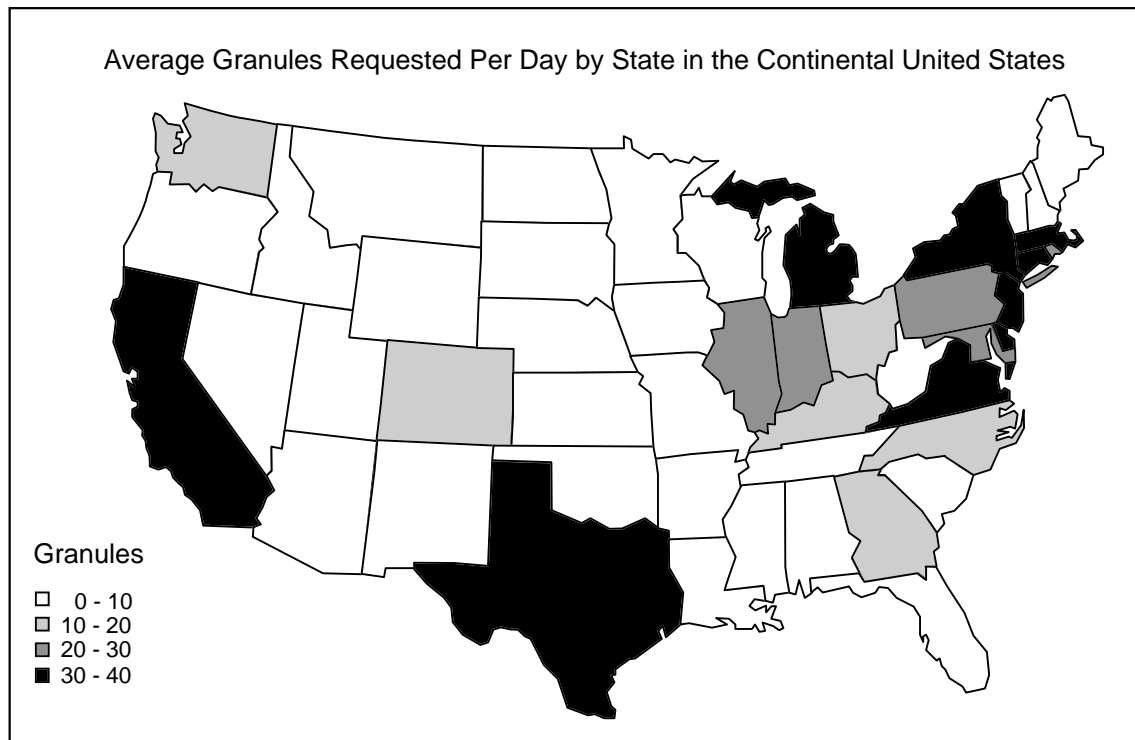 Average Granules Requested Per Day by State in the Continental United States
Granules
0 - 10
10 - 20
20 - 30
30 - 40